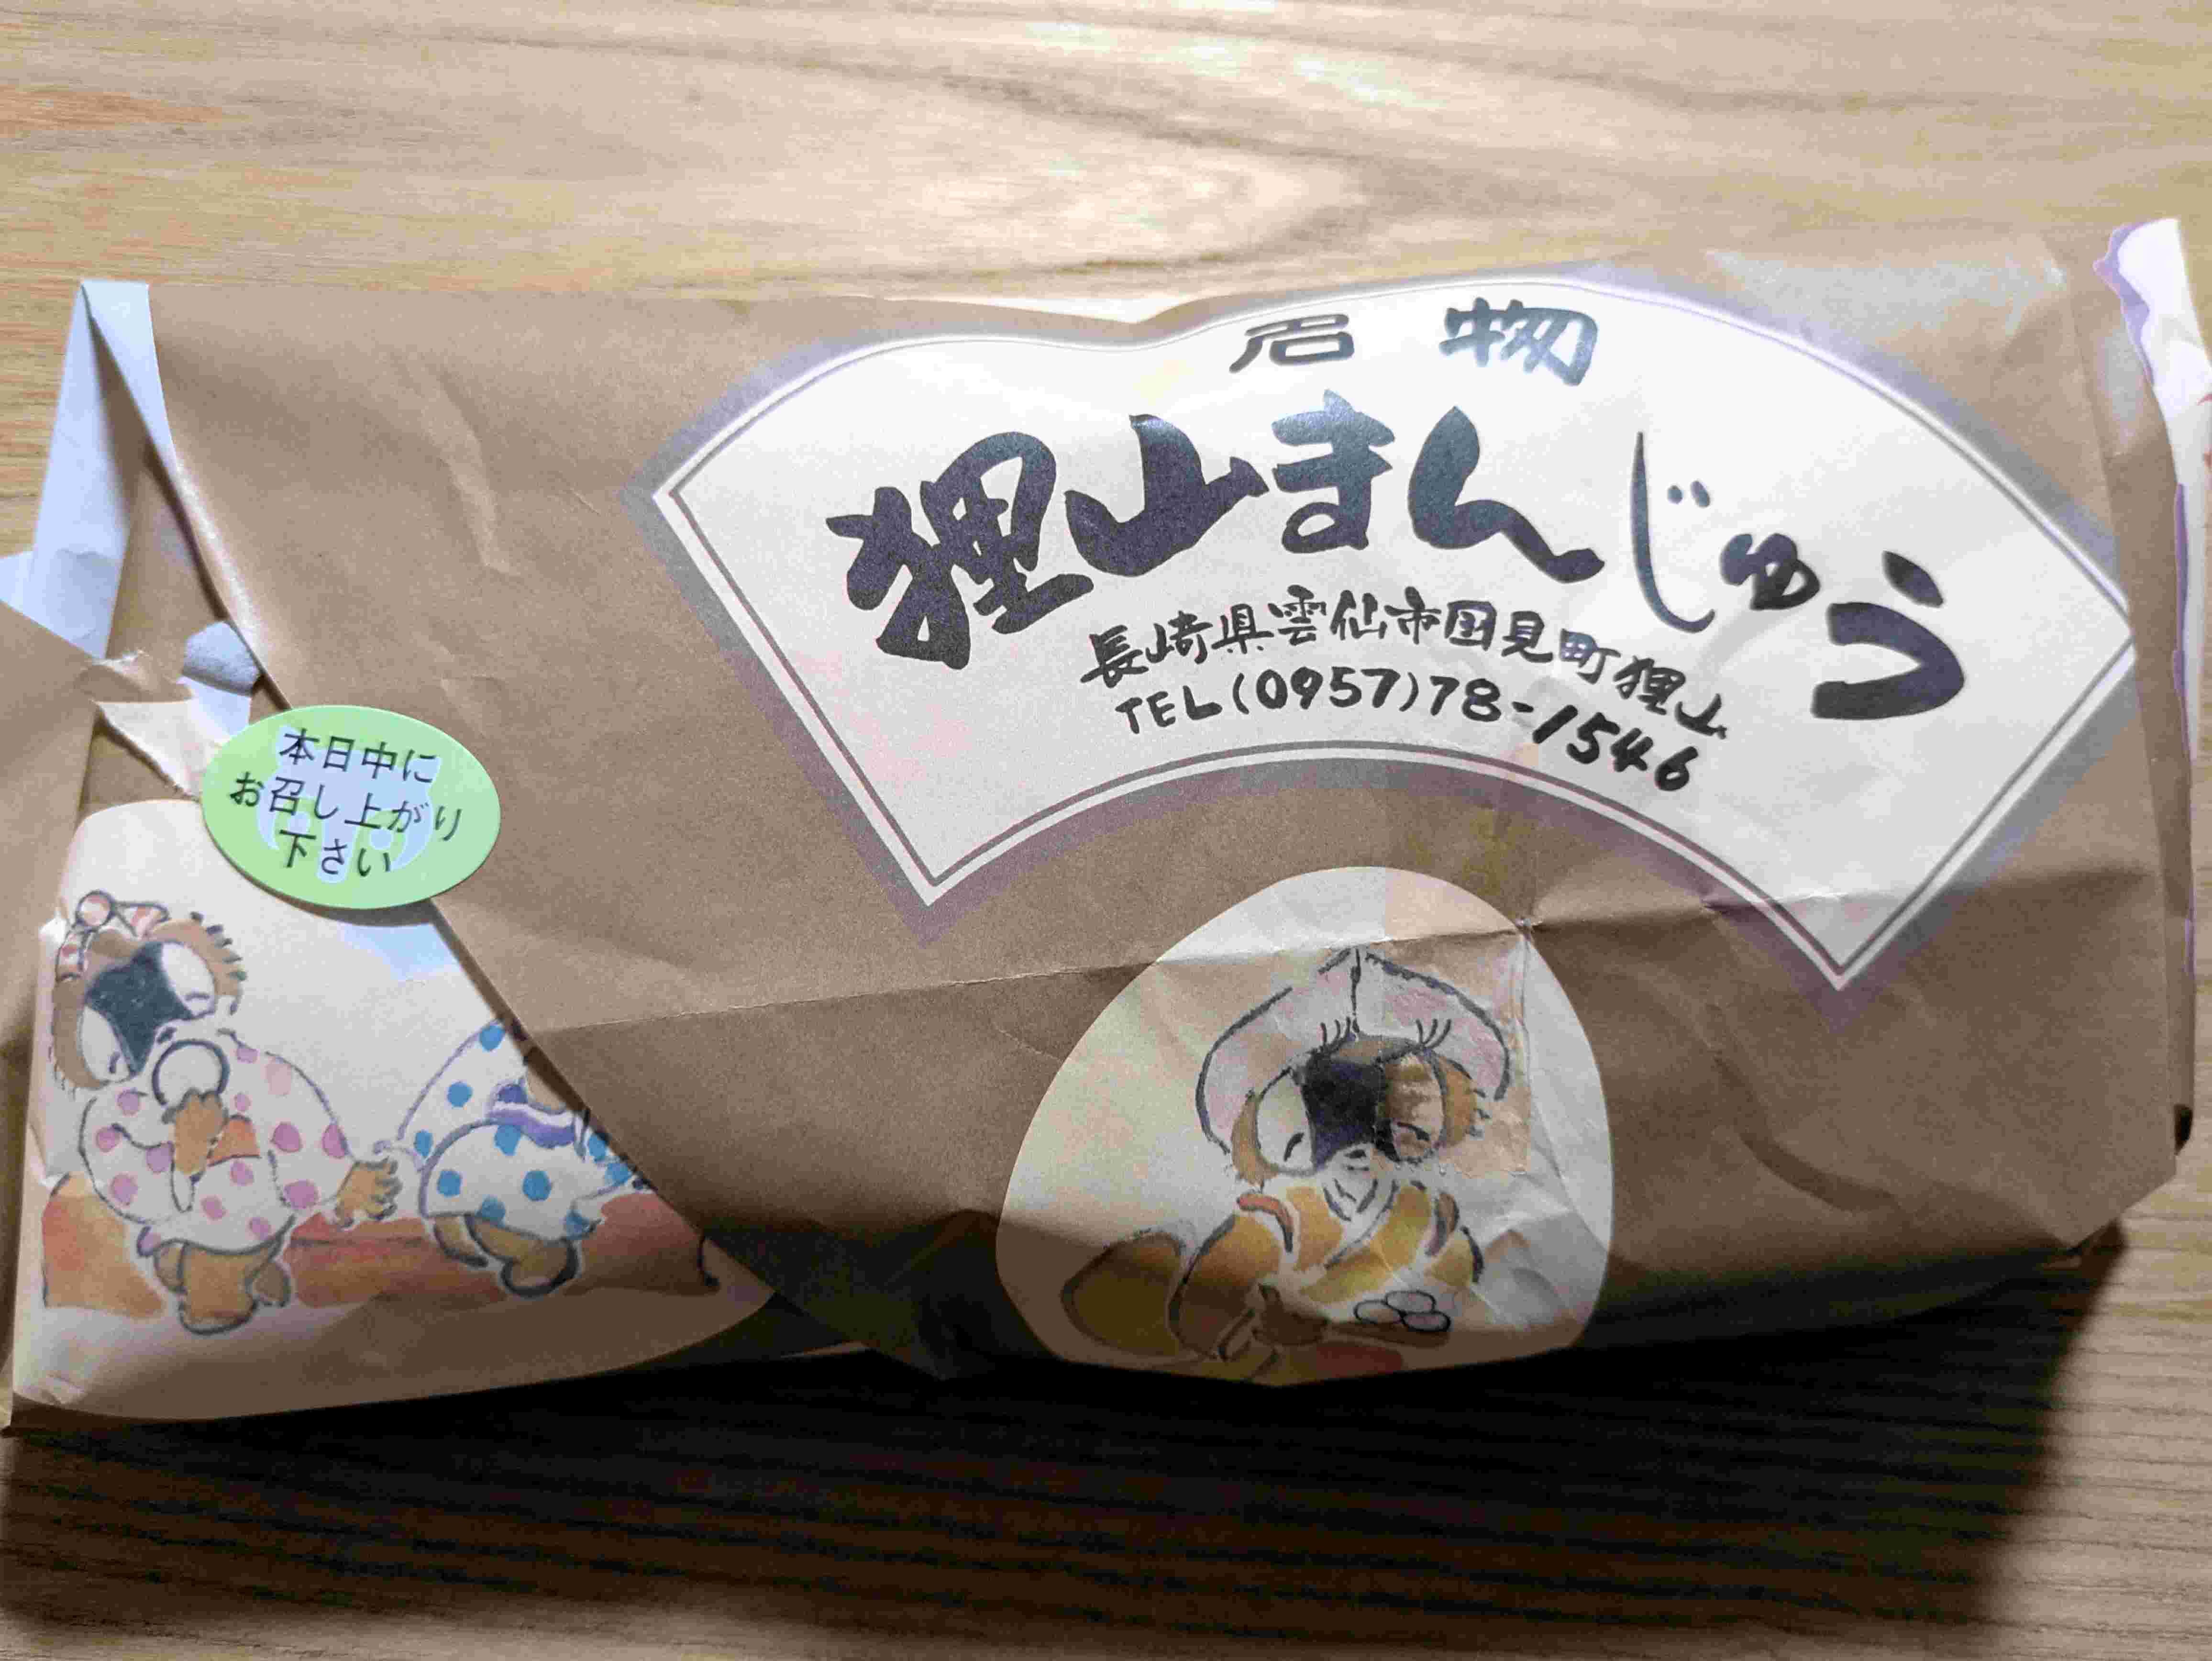 名物
狸山まんじゅう
長崎県雲仙市国見町狸山
TEL(0957)78-1546
本日中に
お召し上がり
下さい